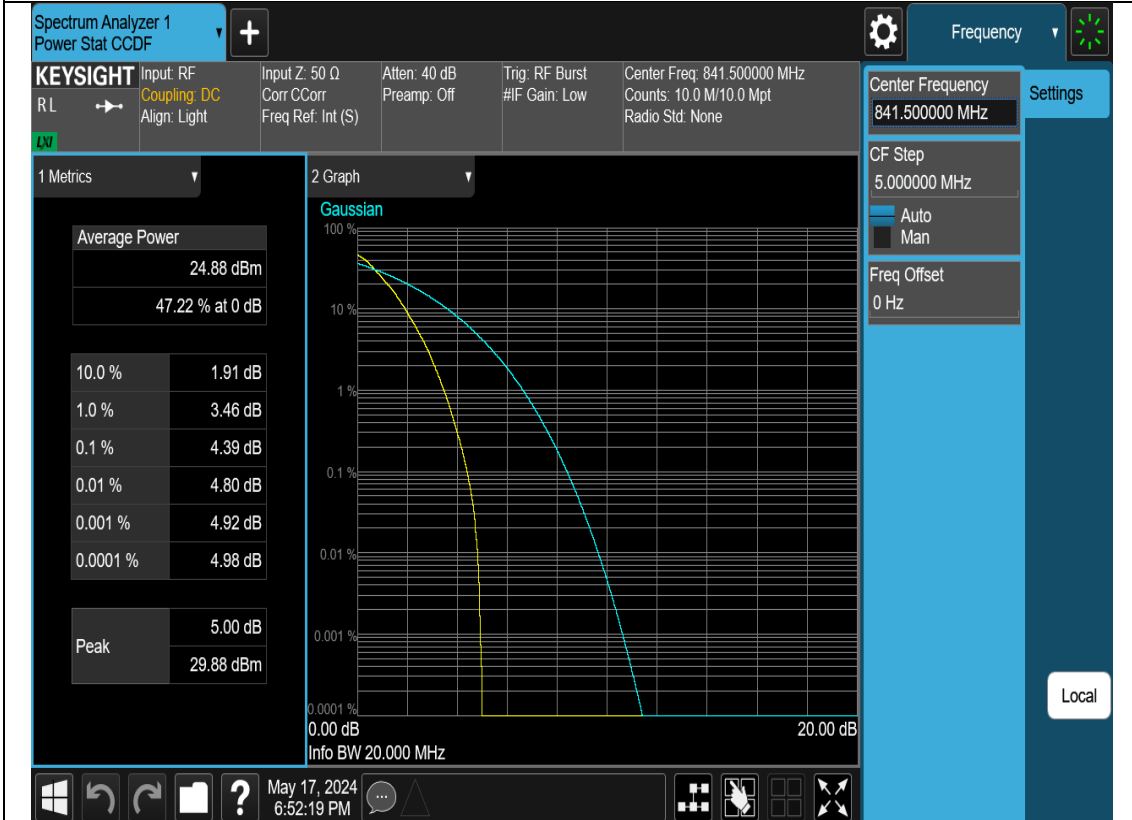 Spectrum Analyzer 1
Power Stat CCDF
Frequency
KEYSIGHT
RL
LXI
Input: RF
Coupling: DC
Align: Light
Input Z: 50 Ω
Corr CCorr
Freq Ref: Int (S)
Atten: 40 dB
Preamp: Off
Trig: RF Burst
#IF Gain: Low
Center Freq: 841.500000 MHz
Counts: 10.0 M/10.0 Mpt
Radio Std: None
Center Frequency
841.500000 MHz
Settings
CF Step
5.000000 MHz
Auto
Man
Freq Offset
0 Hz
Local
1 Metrics
Average Power
24.88 dBm
47.22 % at 0 dB
10.0 % 1.91 dB
1.0 % 3.46 dB
0.1 % 4.39 dB
0.01 % 4.80 dB
0.001 % 4.92 dB
0.0001 % 4.98 dB
Peak
5.00 dB
29.88 dBm
2 Graph
Gaussian
100 %
10 %
1 %
0.1 %
0.01 %
0.001 %
0.0001 %
0.00 dB 20.00 dB
Info BW 20.000 MHz
?
May 17, 2024
6:52:19 PM